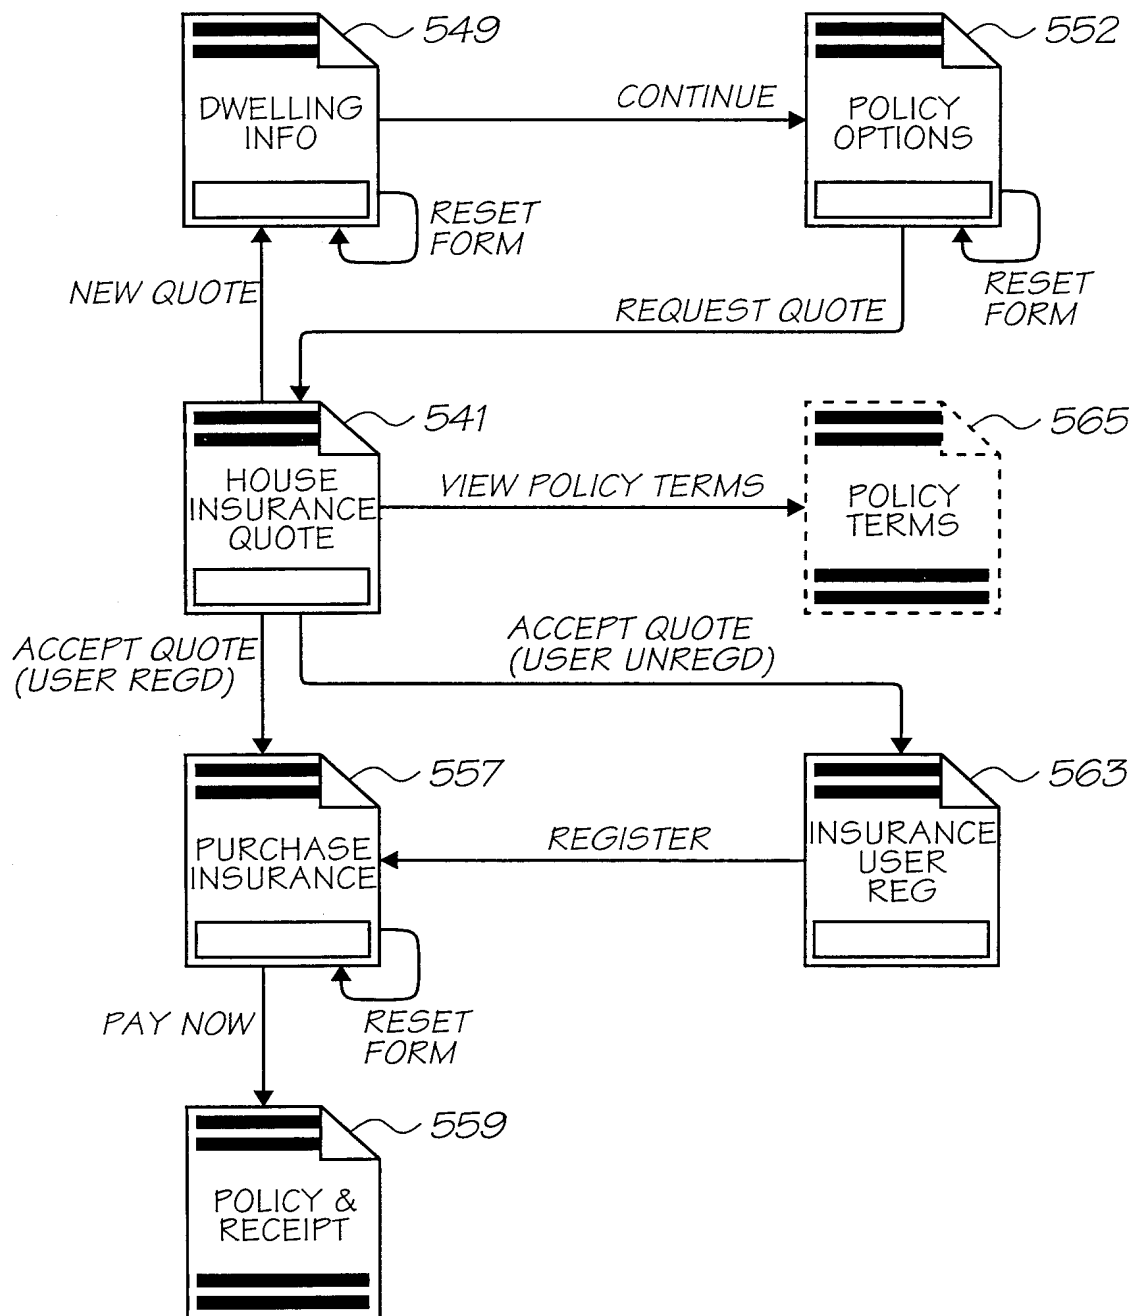 549
552
DWELLING
INFO
CONTINUE
POLICY
OPTIONS
RESET
FORM
RESET
FORM
NEW QUOTE
REQUEST QUOTE
541
565
HOUSE
INSURANCE
QUOTE
VIEW POLICY TERMS
POLICY
TERMS
ACCEPT QUOTE
(USER REGD)
ACCEPT QUOTE
(USER UNREGD)
557
563
PURCHASE
INSURANCE
REGISTER
INSURANCE
USER
REG
PAY NOW
RESET
FORM
559
POLICY &
RECEIPT